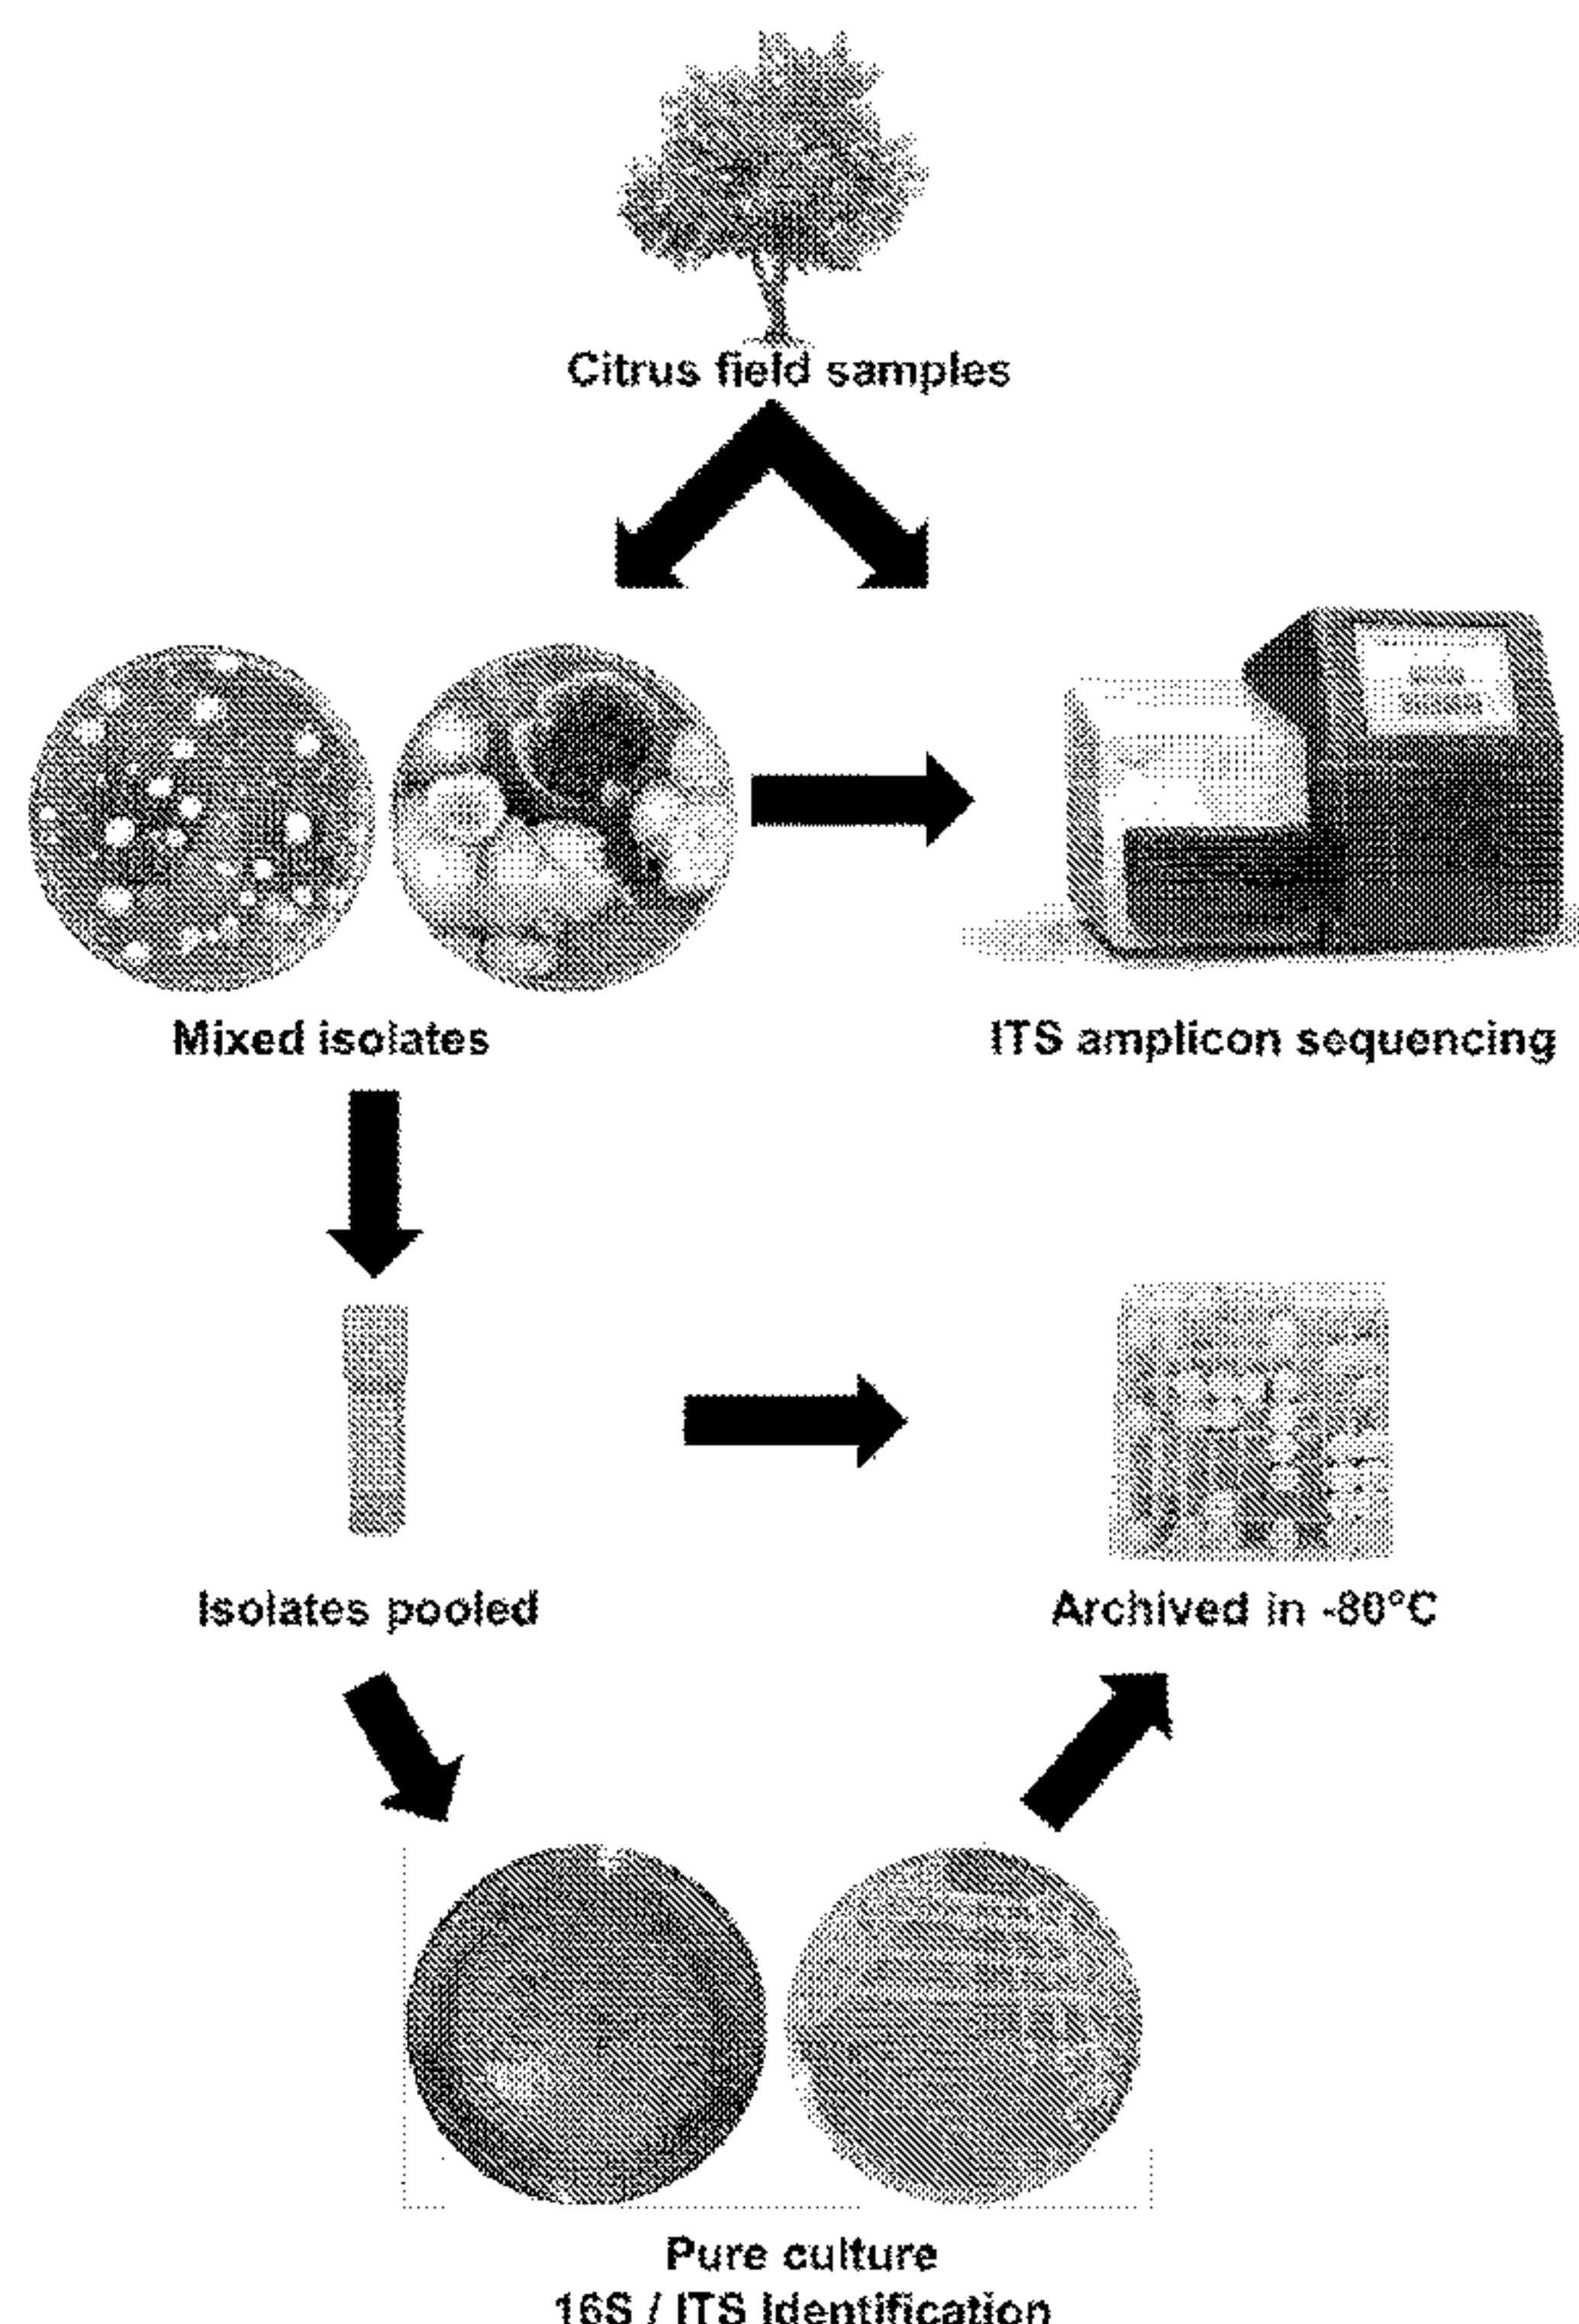 Citrus field samples
Mixed isolates
ITS amplicon sequencing
Isolates pooled
Archived in -80°C
Pure culture
16S / ITS Identification